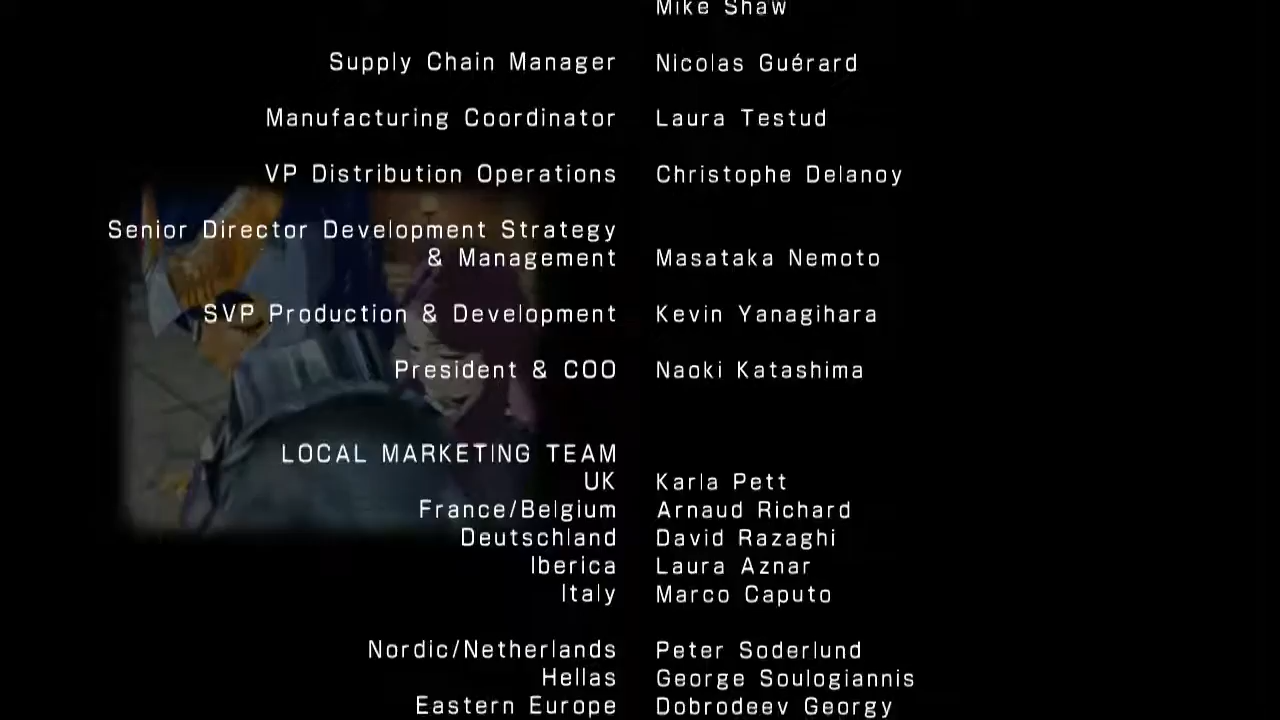 Mike Shaw
Supply Chain Manager Nicolas Guérard
Manufacturing Coordinator Laura Testud
VP Distribution Operations Christophe Delanoy
Senior Director Development Strategy
& Management Masataka Nemoto
SVP Production & Development Kevin Yanagihara
President & COO Naoki Katashima
LOCAL MARKETING TEAM
UK Karla Pett
France/Belgium Arnaud Richard
Deutschland David Razaghi
Iberica Laura Aznar
Italy Marco Caputo
Nordic/Netherlands Peter Soderlund
Hellas George Soulogiannis
Eastern Europe Dobrodeev Georgy